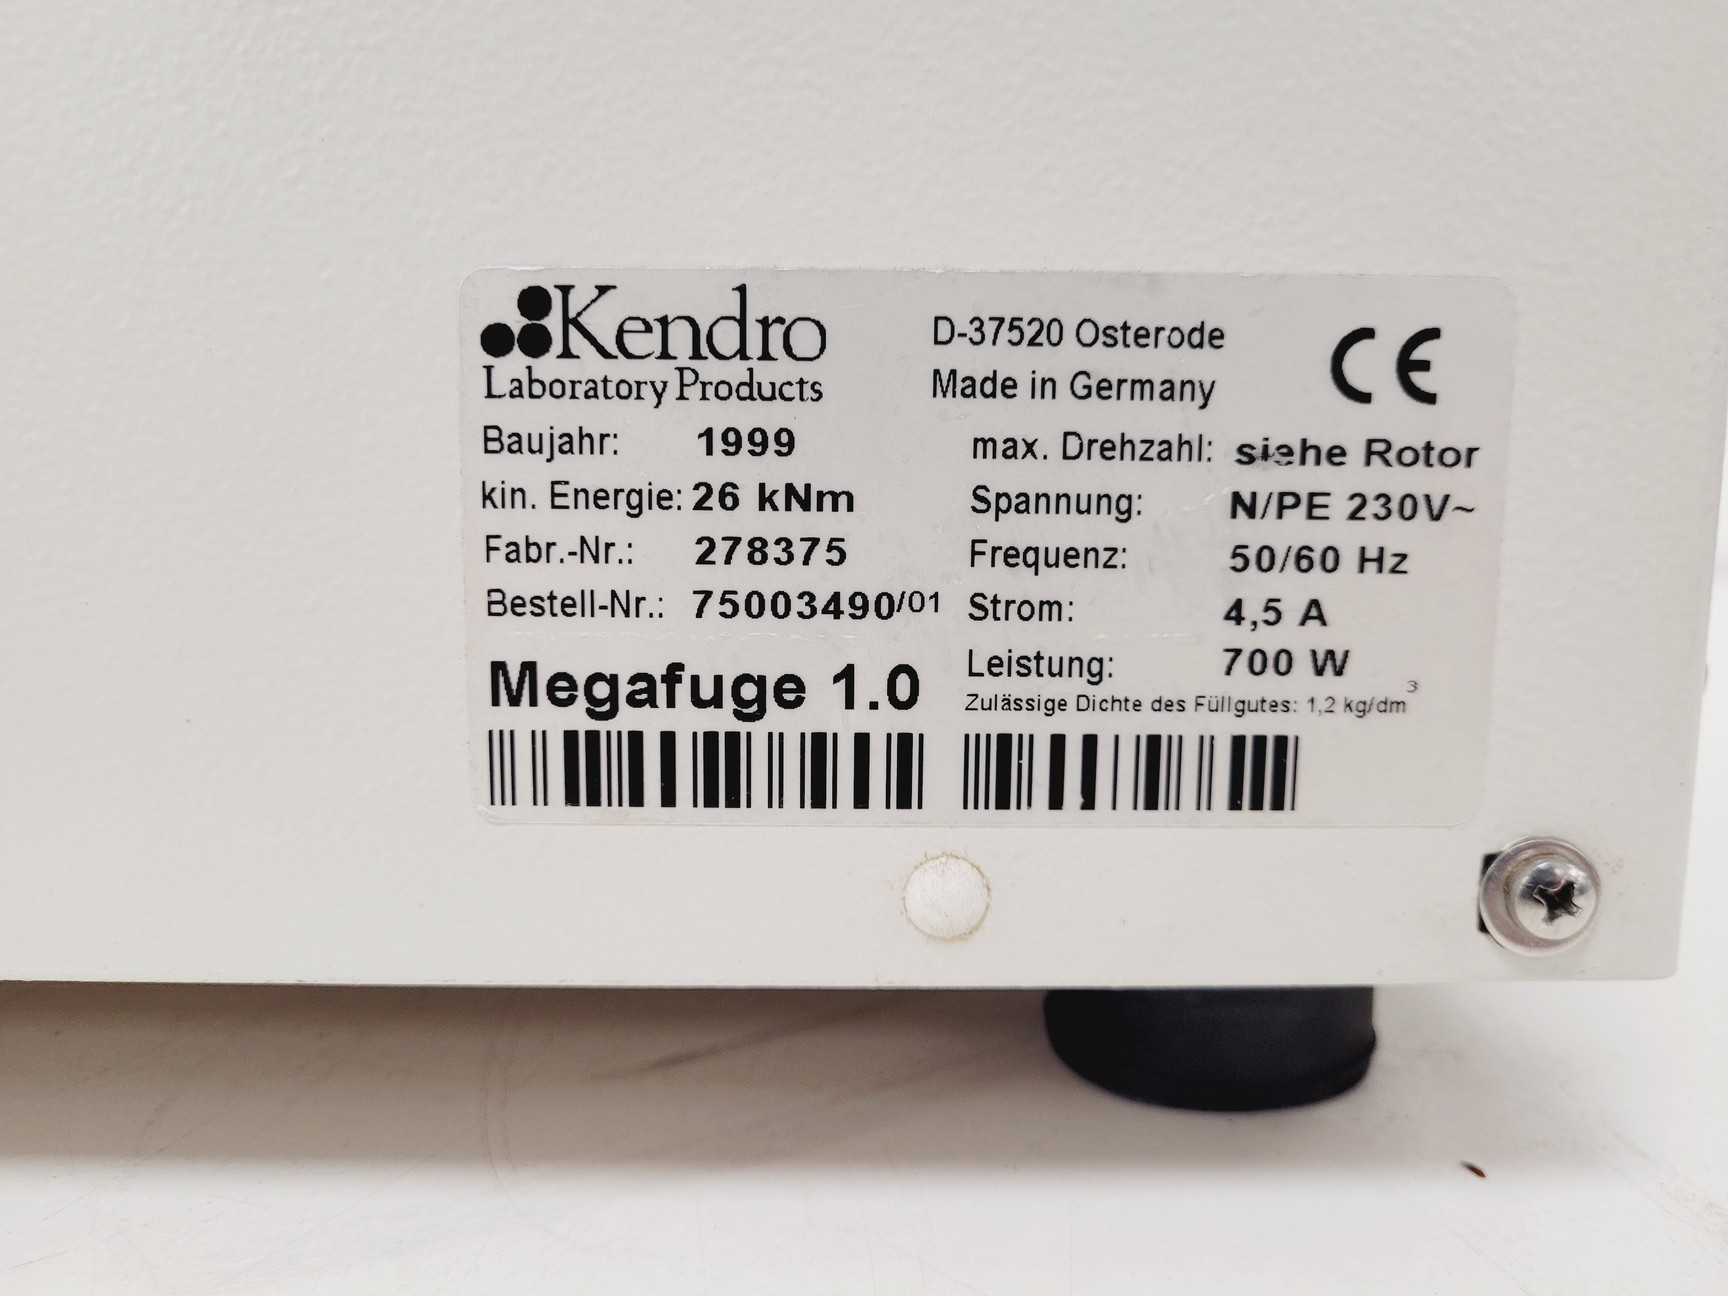 Kendro
Laboratory Products
D-37520 Osterode
Made in Germany
CE
Baujahr: 1999
kin. Energie: 26 kNm
Fabr.-Nr.: 278375
Bestell-Nr.: 75003490/01
Megafuge 1.0
max. Drehzahl: siehe Rotor
Spannung: N/PE 230V~
Frequenz: 50/60 Hz
Strom: 4,5 A
Leistung: 700 W
Zulässige Dichte des Füllgutes: 1,2 kg/dm³